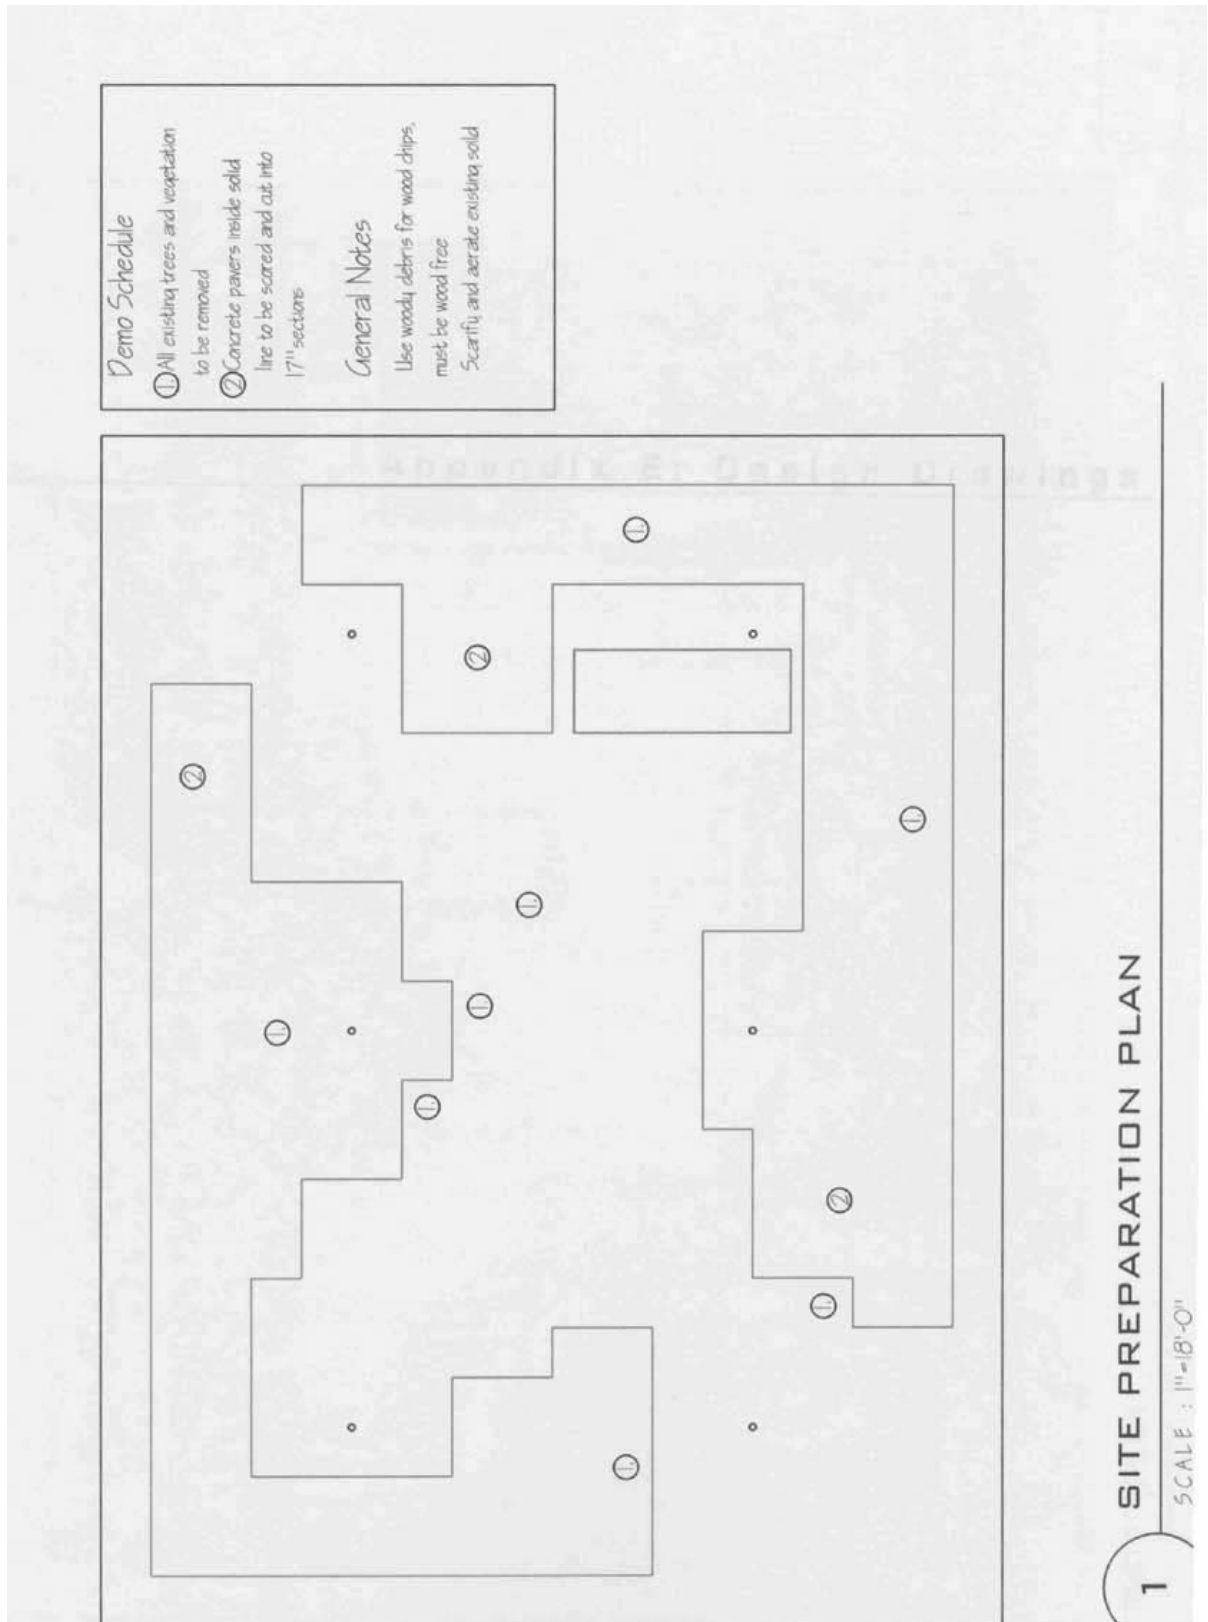 Demo Schedule
1. All existing trees and vegetation
to be removed
2. Concrete pavers inside solid
line to be scored and cut into
17" sections
General Notes
Use woody debris for wood chips,
must be wood free
Scarify and aerate existing solid
Appendix E: Design Drawings
1.
2
2
1.
1.
1.
1.
1.
2
1.
1.
1
SITE PREPARATION PLAN
SCALE : 1"-18'-0"